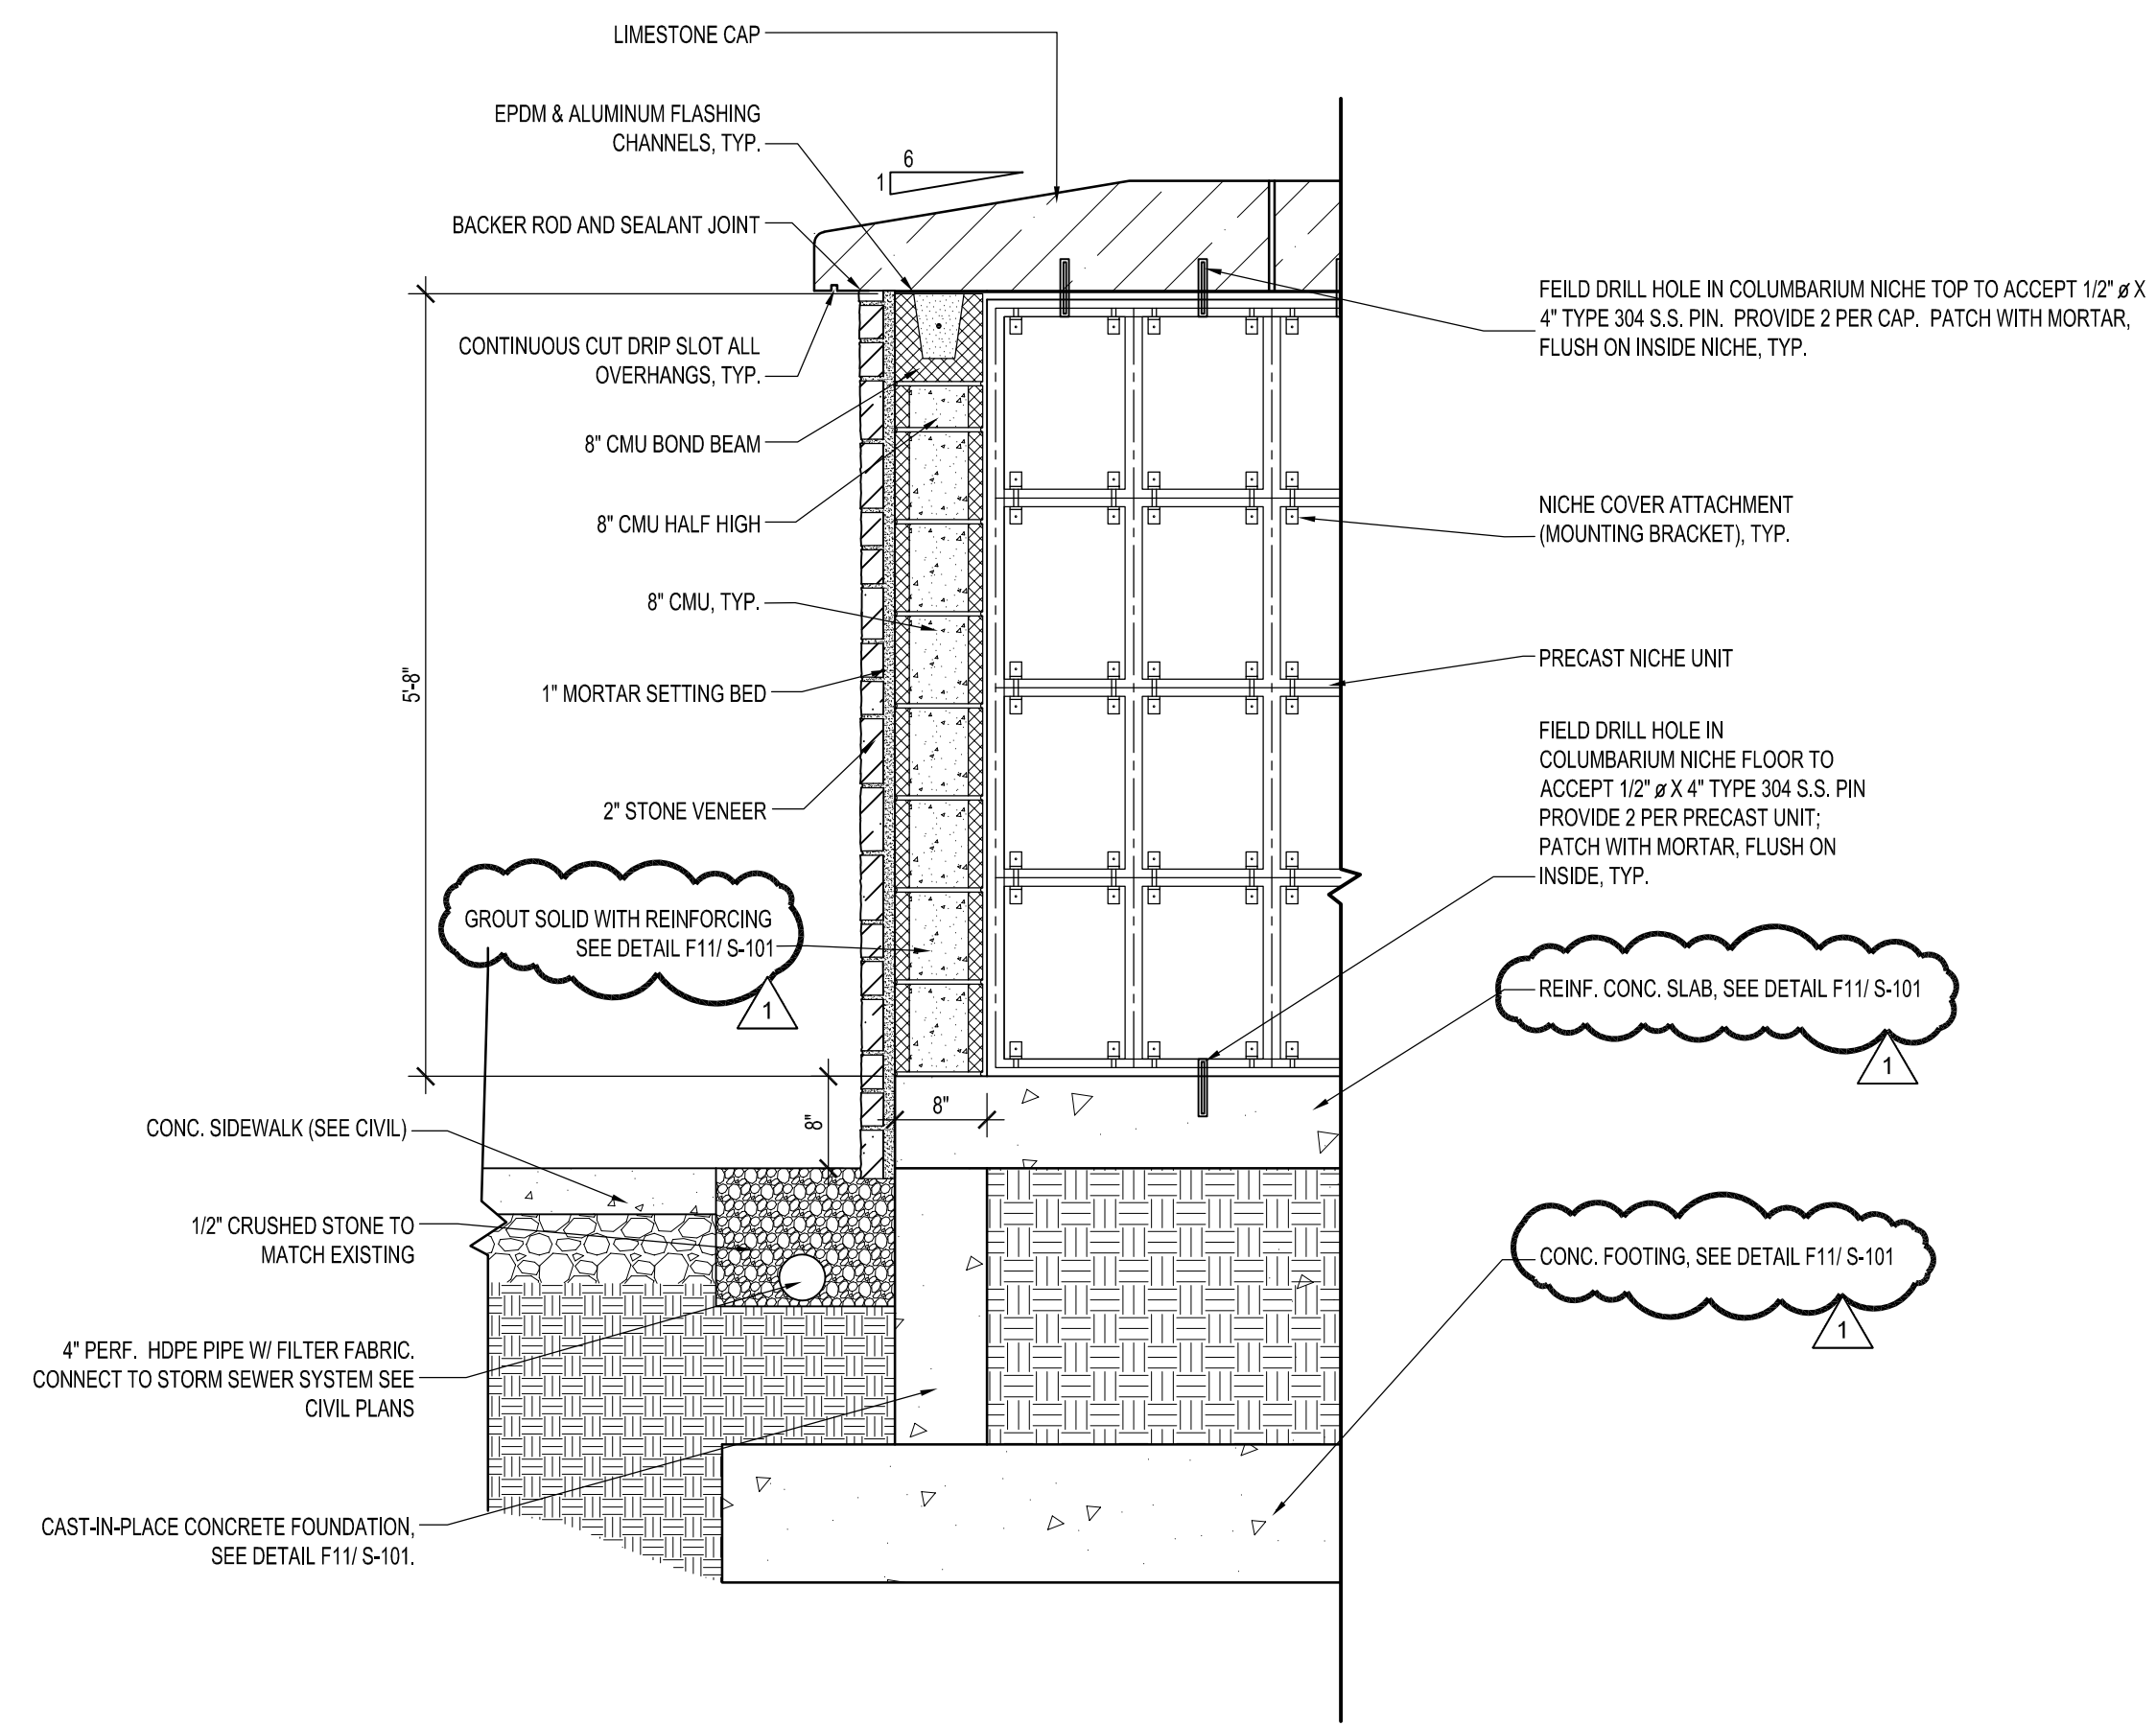 LIMESTONE CAP
EPDM & ALUMINUM FLASHING
CHANNELS, TYP.
6
1
BACKER ROD AND SEALANT JOINT
CONTINUOUS CUT DRIP SLOT ALL
OVERHANGS, TYP.
8" CMU BOND BEAM
8" CMU HALF HIGH
8" CMU, TYP.
5'-8"
1" MORTAR SETTING BED
2" STONE VENEER
GROUT SOLID WITH REINFORCING
SEE DETAIL F11/ S-101
1
8"
8"
CONC. SIDEWALK (SEE CIVIL)
1/2" CRUSHED STONE TO
MATCH EXISTING
4" PERF. HDPE PIPE W/ FILTER FABRIC.
CONNECT TO STORM SEWER SYSTEM SEE
CIVIL PLANS
CAST-IN-PLACE CONCRETE FOUNDATION,
SEE DETAIL F11/ S-101.
FEILD DRILL HOLE IN COLUMBARIUM NICHE TOP TO ACCEPT 1/2" ø X
4" TYPE 304 S.S. PIN. PROVIDE 2 PER CAP. PATCH WITH MORTAR,
FLUSH ON INSIDE NICHE, TYP.
NICHE COVER ATTACHMENT
(MOUNTING BRACKET), TYP.
PRECAST NICHE UNIT
FIELD DRILL HOLE IN
COLUMBARIUM NICHE FLOOR TO
ACCEPT 1/2" ø X 4" TYPE 304 S.S. PIN
PROVIDE 2 PER PRECAST UNIT;
PATCH WITH MORTAR, FLUSH ON
INSIDE, TYP.
REINF. CONC. SLAB, SEE DETAIL F11/ S-101
1
CONC. FOOTING, SEE DETAIL F11/ S-101
1